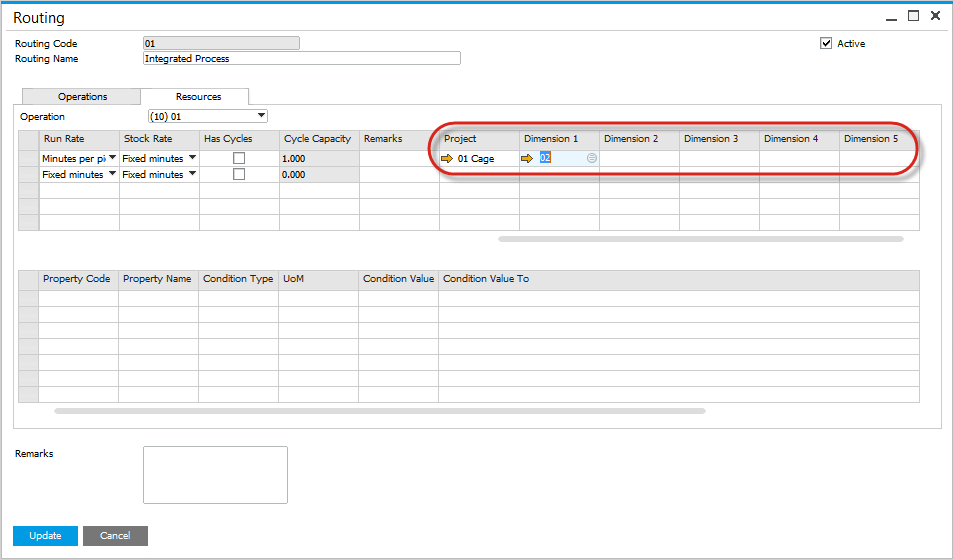 Routing
Routing Code 01 Active
Routing Name Integrated Process
Operations Resources
Operation (10) 01
Run Rate Stock Rate Has Cycles Cycle Capacity Remarks Project Dimension 1 Dimension 2 Dimension 3 Dimension 4 Dimension 5
Minutes per pi Fixed minutes 1.000 01 Cage 02
Fixed minutes Fixed minutes 0.000
Property Code Property Name Condition Type UoM Condition Value Condition Value To
Remarks
Update Cancel